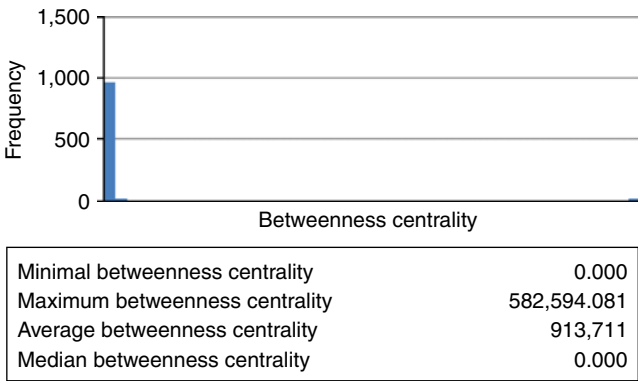 1,500
1,000
Frequency
500
0
Betweenness centrality
Minimal betweenness centrality 0.000
Maximum betweenness centrality 582,594.081
Average betweenness centrality 913,711
Median betweenness centrality 0.000